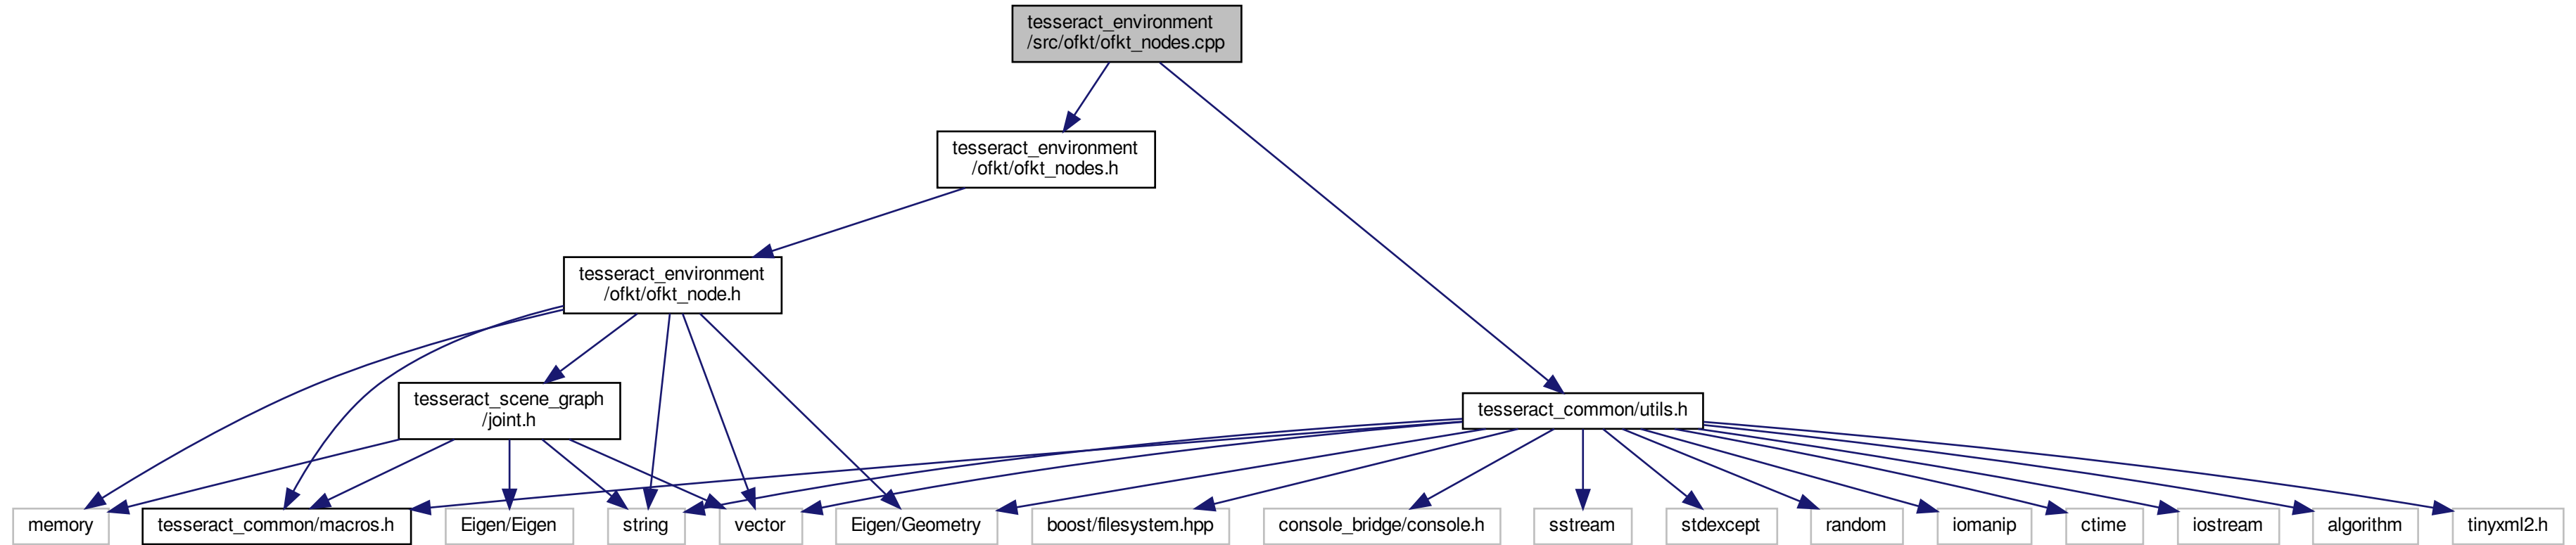 tesseract_environment
/src/ofkt/ofkt_nodes.cpp
tesseract_environment
/ofkt/ofkt_nodes.h
tesseract_environment
/ofkt/ofkt_node.h
tesseract_scene_graph
/joint.h
tesseract_common/utils.h
memory
tesseract_common/macros.h
Eigen/Eigen
string
vector
Eigen/Geometry
boost/filesystem.hpp
console_bridge/console.h
sstream
stdexcept
random
iomanip
ctime
iostream
algorithm
tinyxml2.h